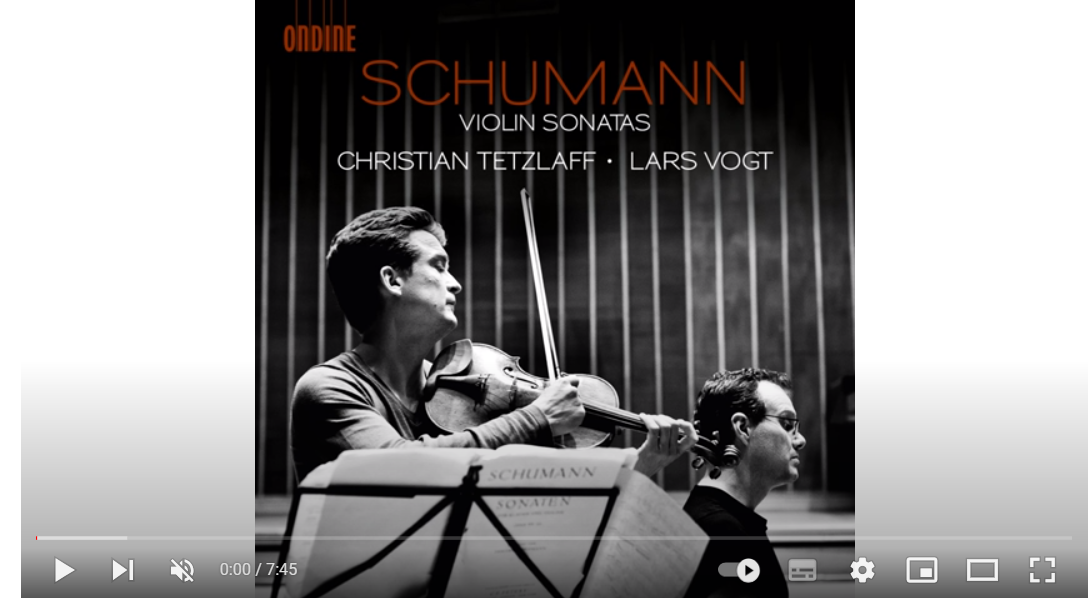 ONDINE
SCHUMANN
VIOLIN SONATAS
CHRISTIAN TETZLAFF · LARS VOGT
SCHUMANN
SONATEN
0:00 / 7:45